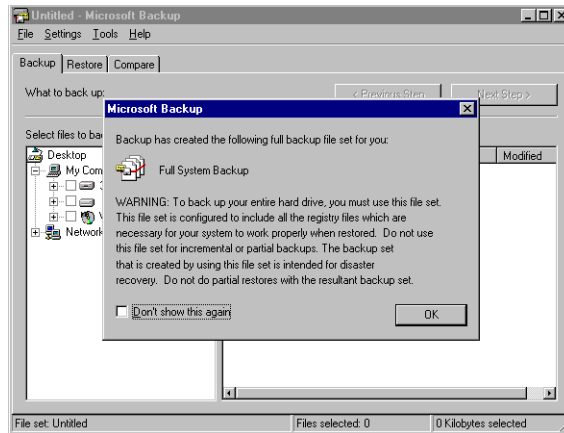 Untitled - Microsoft Backup
File Settings Tools Help
Backup Restore Compare
What to back up:
< Previous Step
Next Step >
Microsoft Backup
Select files to ba
Desktop
My Com
Network
Modified
Backup has created the following full backup file set for you:
Full System Backup
WARNING: To back up your entire hard drive, you must use this file set.
This file set is configured to include all the registry files which are
necessary for your system to work properly when restored. Do not use
this file set for incremental or partial backups. The backup set
that is created by using this file set is intended for disaster
recovery. Do not do partial restores with the resultant backup set.
Don't show this again
OK
File set: Untitled
Files selected: 0
0 Kilobytes selected